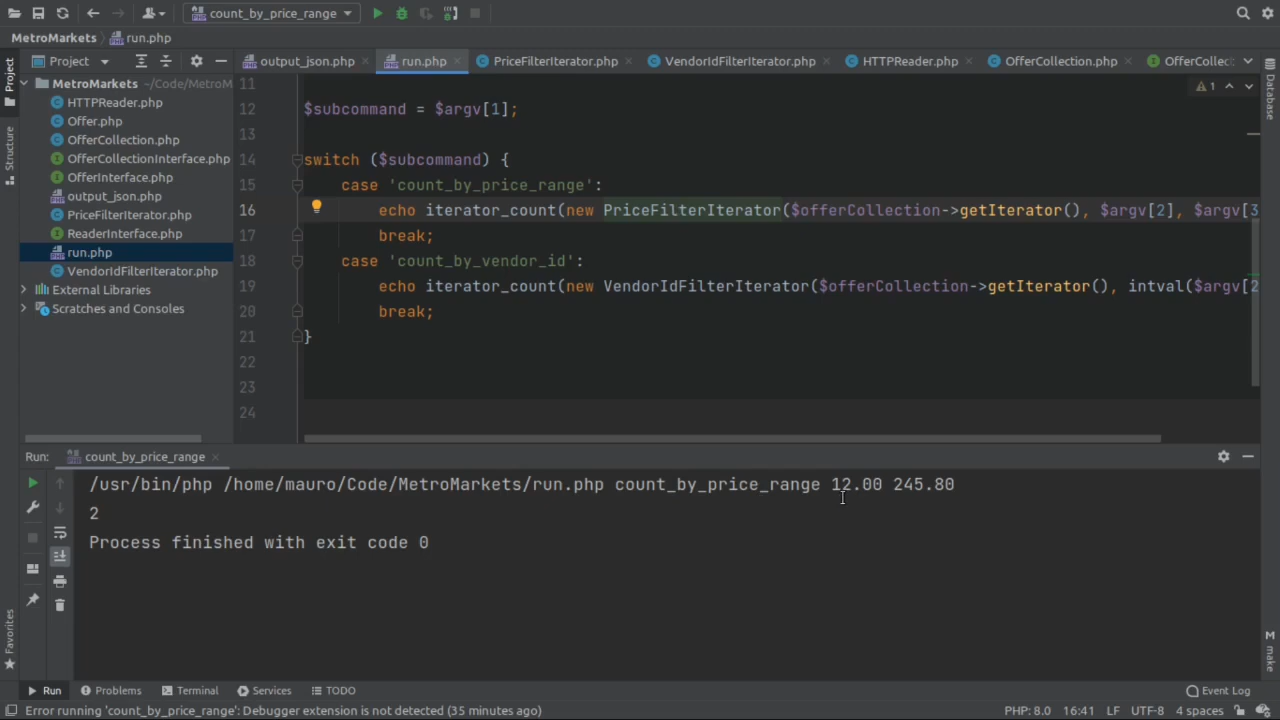 count_by_price_range
MetroMarkets
run.php
Project
output_json.php
run.php
PriceFilterIterator.php
VendorIdFilterIterator.php
HTTPReader.php
OfferCollection.php
OfferCollec
Project
Structure
Favorites
Database
make
MetroMarkets ~/Code/MetroM
HTTPReader.php
Offer.php
OfferCollection.php
OfferCollectionInterface.php
OfferInterface.php
output_json.php
PriceFilterIterator.php
ReaderInterface.php
run.php
VendorIdFilterIterator.php
External Libraries
Scratches and Consoles
1
11
12 $subcommand = $argv[1];
13
14 switch ($subcommand) {
15 case 'count_by_price_range':
16 echo iterator_count(new PriceFilterIterator($offerCollection->getIterator(), $argv[2], $argv[3
17 break;
18 case 'count_by_vendor_id':
19 echo iterator_count(new VendorIdFilterIterator($offerCollection->getIterator(), intval($argv[2
20 break;
21 }
22
23
24
Run: count_by_price_range
/usr/bin/php /home/mauro/Code/MetroMarkets/run.php count_by_price_range 12.00 245.80
2
Process finished with exit code 0
Run Problems Terminal Services TODO Event Log
Error running 'count_by_price_range': Debugger extension is not detected (35 minutes ago) PHP: 8.0 16:41 LF UTF-8 4 spaces